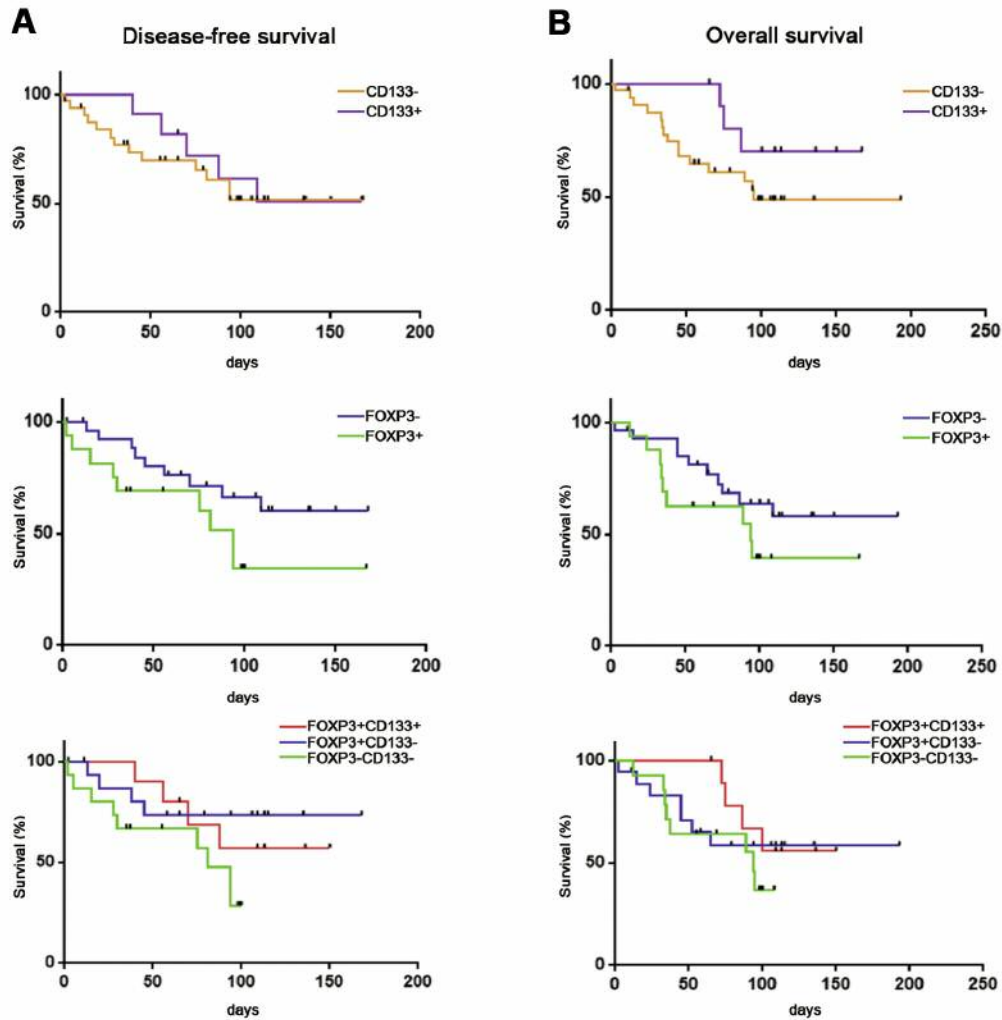 A
Disease-free survival
CD133-
CD133+
Survival (%)
100
50
0
0 50 100 150 200
days
FOXP3-
FOXP3+
Survival (%)
100
50
0
0 50 100 150 200
days
FOXP3+CD133+
FOXP3+CD133-
FOXP3-CD133-
Survival (%)
100
50
0
0 50 100 150 200
days
B
Overall survival
CD133-
CD133+
Survival (%)
100
50
0
0 50 100 150 200 250
days
FOXP3-
FOXP3+
Survival (%)
100
50
0
0 50 100 150 200 250
days
FOXP3+CD133+
FOXP3+CD133-
FOXP3-CD133-
Survival (%)
100
50
0
0 50 100 150 200 250
days